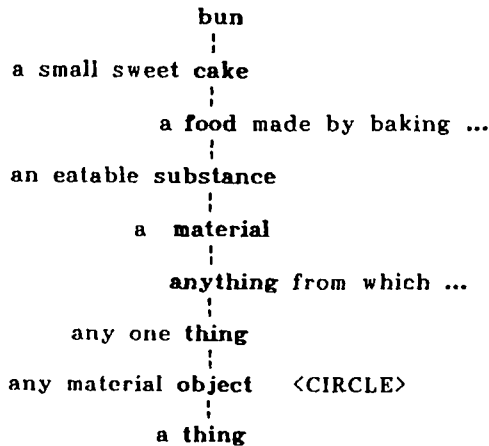 bun
a small sweet cake
a food made by baking ...
an eatable substance
a material
anything from which ...
any one thing
any material object <CIRCLE>
a thing